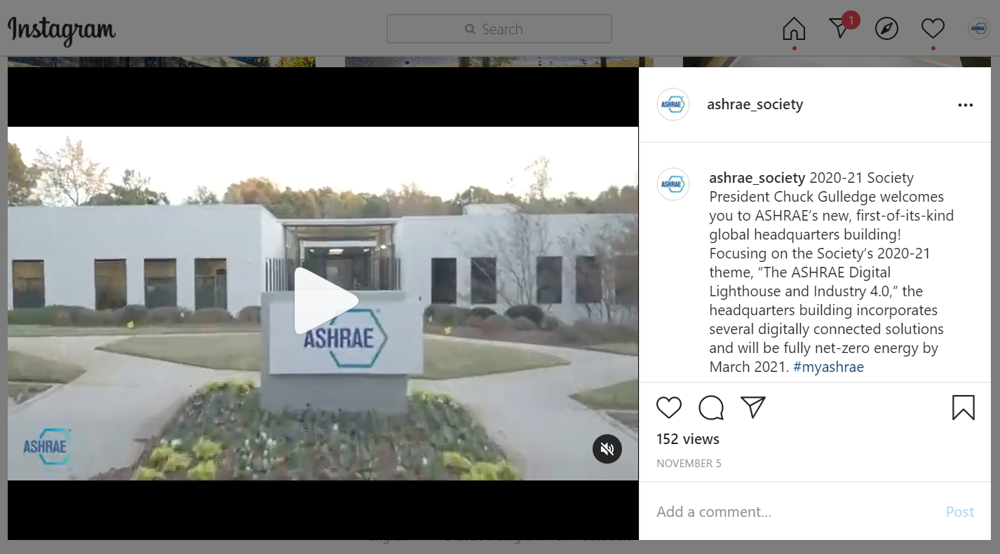 Instagram
Search
1
ASHRAE
ASHRAE
ashrae_society
ASHRAE
ashrae_society 2020-21 Society
President Chuck Gulledge welcomes
you to ASHRAE’s new, first-of-its-kind
global headquarters building!
Focusing on the Society’s 2020-21
theme, “The ASHRAE Digital
Lighthouse and Industry 4.0,” the
headquarters building incorporates
several digitally connected solutions
and will be fully net-zero energy by
March 2021. #myashrae
ASHRAE
ASHRAE
152 views
NOVEMBER 5
Add a comment…
Post